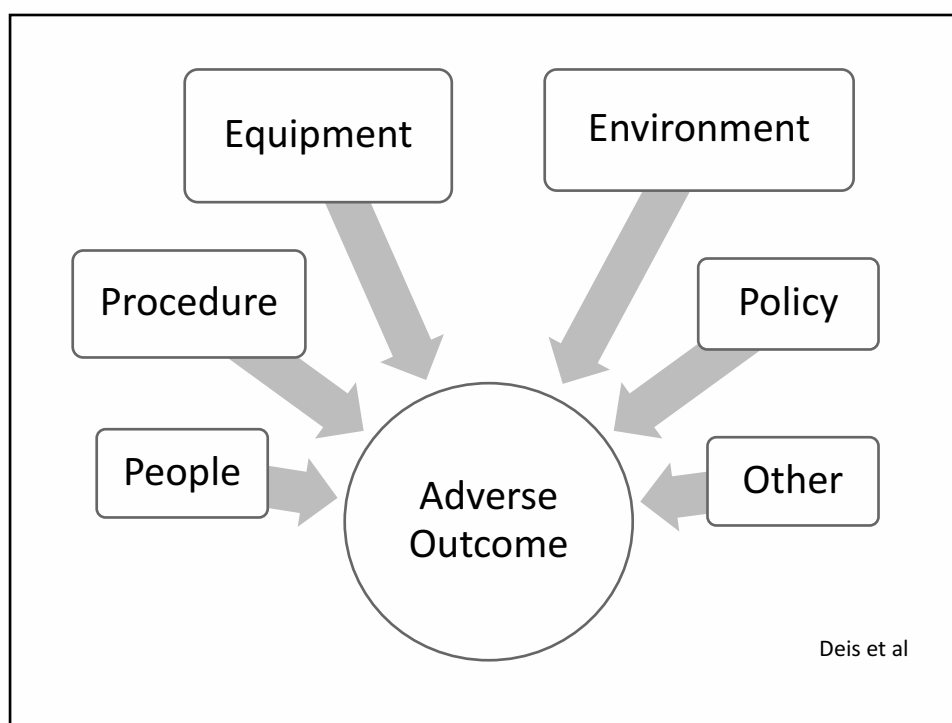 Equipment
Environment
Procedure
Policy
People
Other
Adverse
Outcome
Deis et al